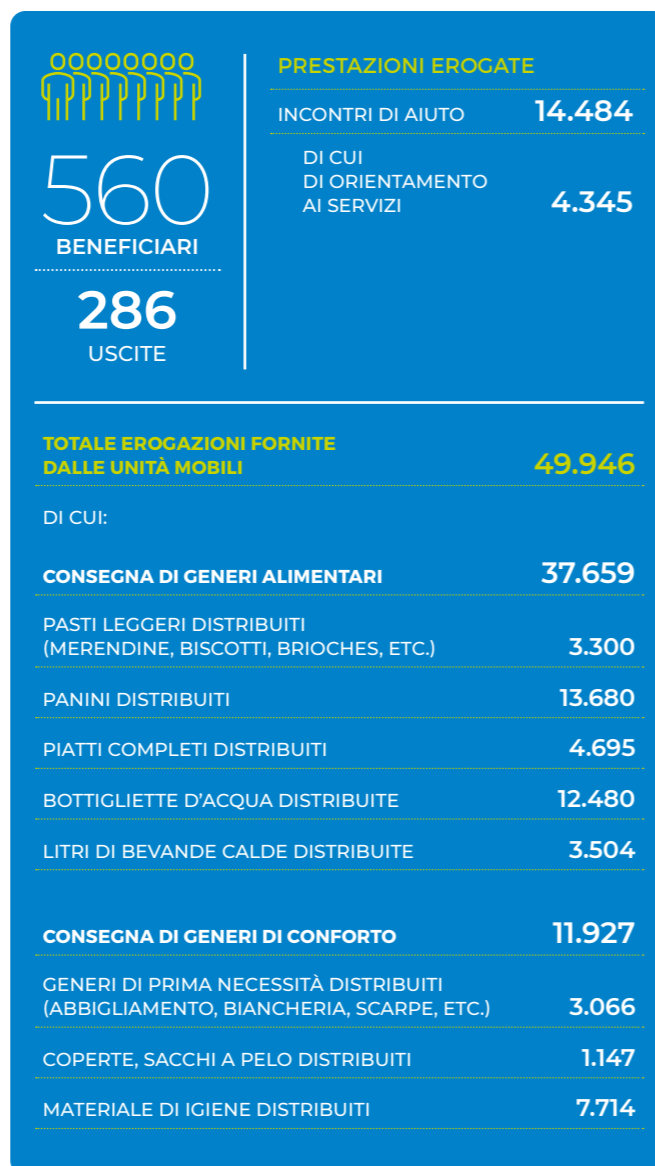 560
BENEFICIARI
286
USCITE
PRESTAZIONI EROGATE
INCONTRI DI AIUTO 14.484
DI CUI
DI ORIENTAMENTO
AI SERVIZI 4.345
TOTALE EROGAZIONI FORNITE
DALLE UNITÀ MOBILI 49.946
DI CUI:
CONSEGNA DI GENERI ALIMENTARI 37.659
PASTI LEGGERI DISTRIBUITI
(MERENDINE, BISCOTTI, BRIOCHES, ETC.) 3.300
PANINI DISTRIBUITI 13.680
PIATTI COMPLETI DISTRIBUITI 4.695
BOTTIGLIETTE D’ACQUA DISTRIBUITE 12.480
LITRI DI BEVANDE CALDE DISTRIBUITE 3.504
CONSEGNA DI GENERI DI CONFORTO 11.927
GENERI DI PRIMA NECESSITÀ DISTRIBUITI
(ABBIGLIAMENTO, BIANCHERIA, SCARPE, ETC.) 3.066
COPERTE, SACCHI A PELO DISTRIBUITI 1.147
MATERIALE DI IGIENE DISTRIBUITI 7.714